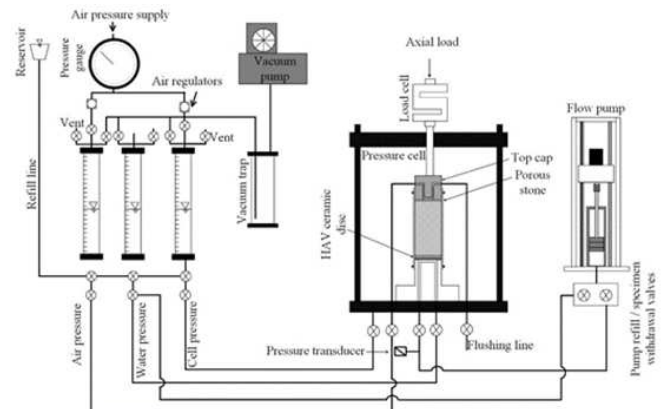 Air pressure supply
Reservoir
Pressure
gauge
Vacuum
pump
Air regulators
Vent
Vent
Refill line
Vacuum trap
Axial load
Load cell
Pressure cell
Top cap
Porous
stone
HAV ceramic
disc
Flow pump
Air pressure
Water pressure
Cell pressure
Pressure transducer
Flushing line
Pump refill / specimen
withdrawal valves